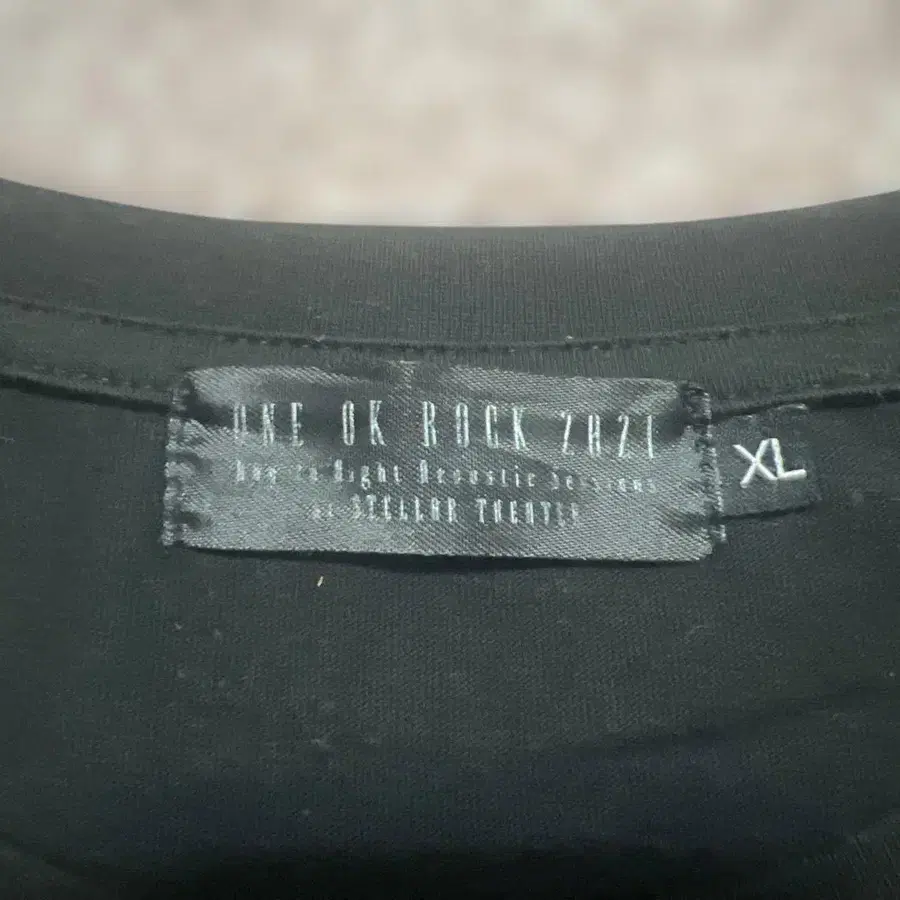 ONE OK ROCK 2021
Day to Night Acoustic Sessions
at STELLAR THEATER
XL